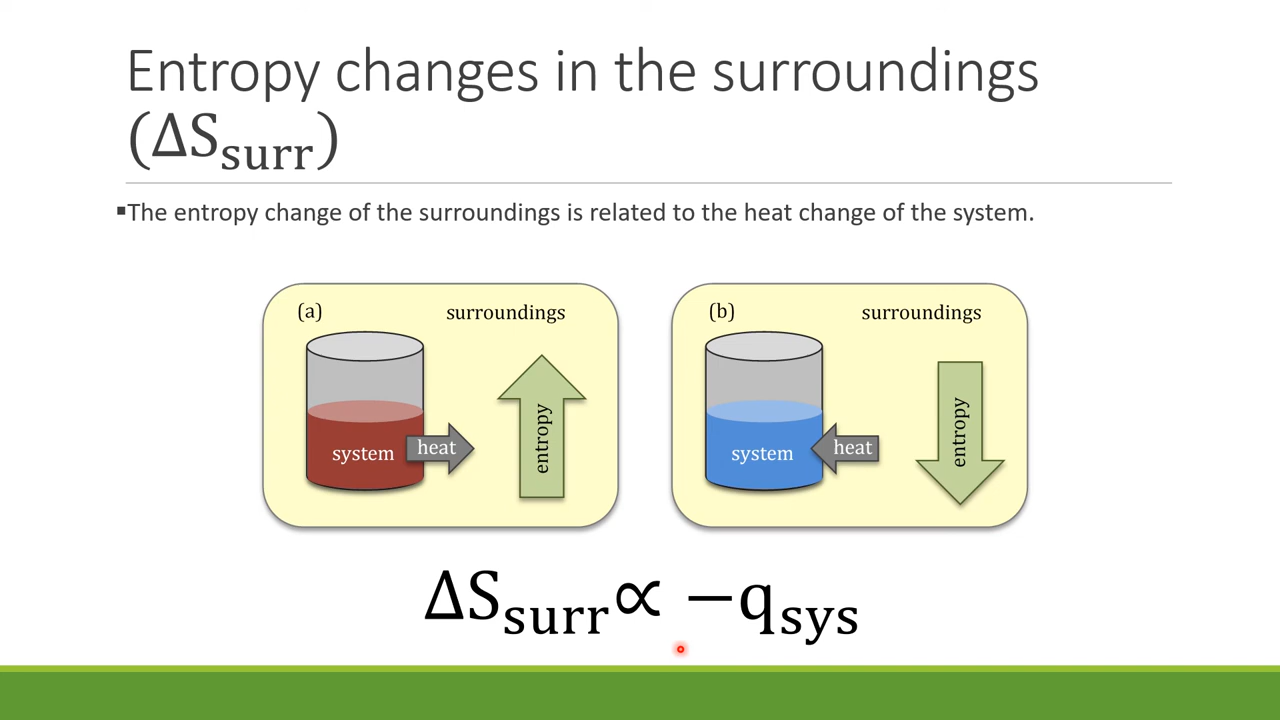 Entropy changes in the surroundings
(ΔS_surr)
▪The entropy change of the surroundings is related to the heat change of the system.
(a) surroundings
system
heat
entropy
(b) surroundings
system
heat
entropy
ΔS_surr ∝ −q_sys